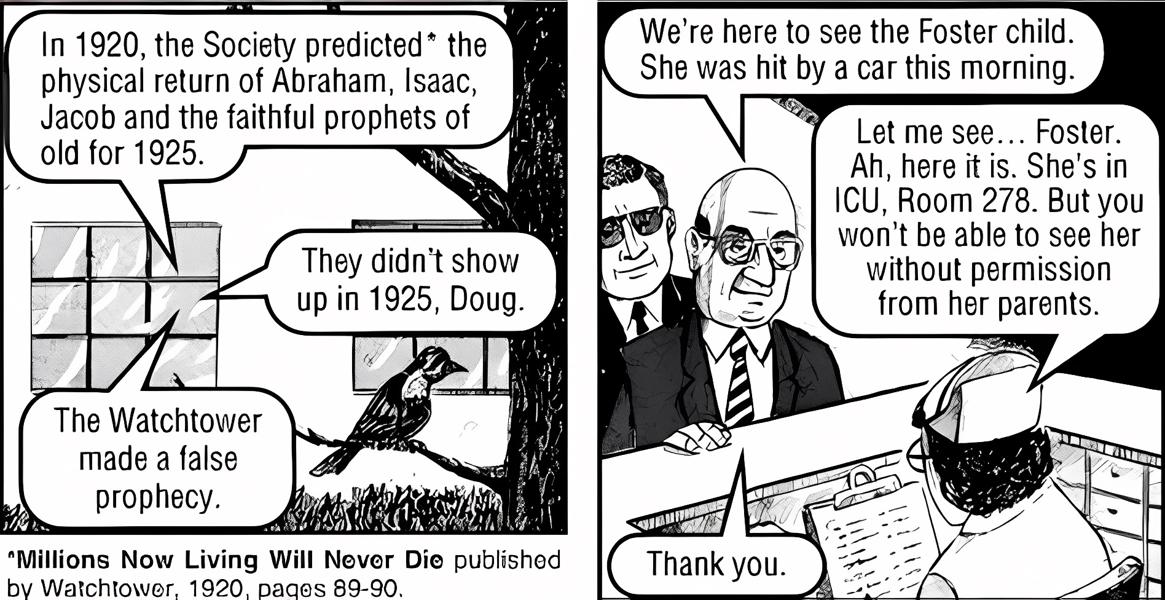 In 1920, the Society predicted* the
physical return of Abraham, Isaac,
Jacob and the faithful prophets of
old for 1925.
They didn't show
up in 1925, Doug.
The Watchtower
made a false
prophecy.
*Millions Now Living Will Never Die published
by Watchtower, 1920, pages 89-90.
We're here to see the Foster child.
She was hit by a car this morning.
Let me see... Foster.
Ah, here it is. She's in
ICU, Room 278. But you
won't be able to see her
without permission
from her parents.
Thank you.